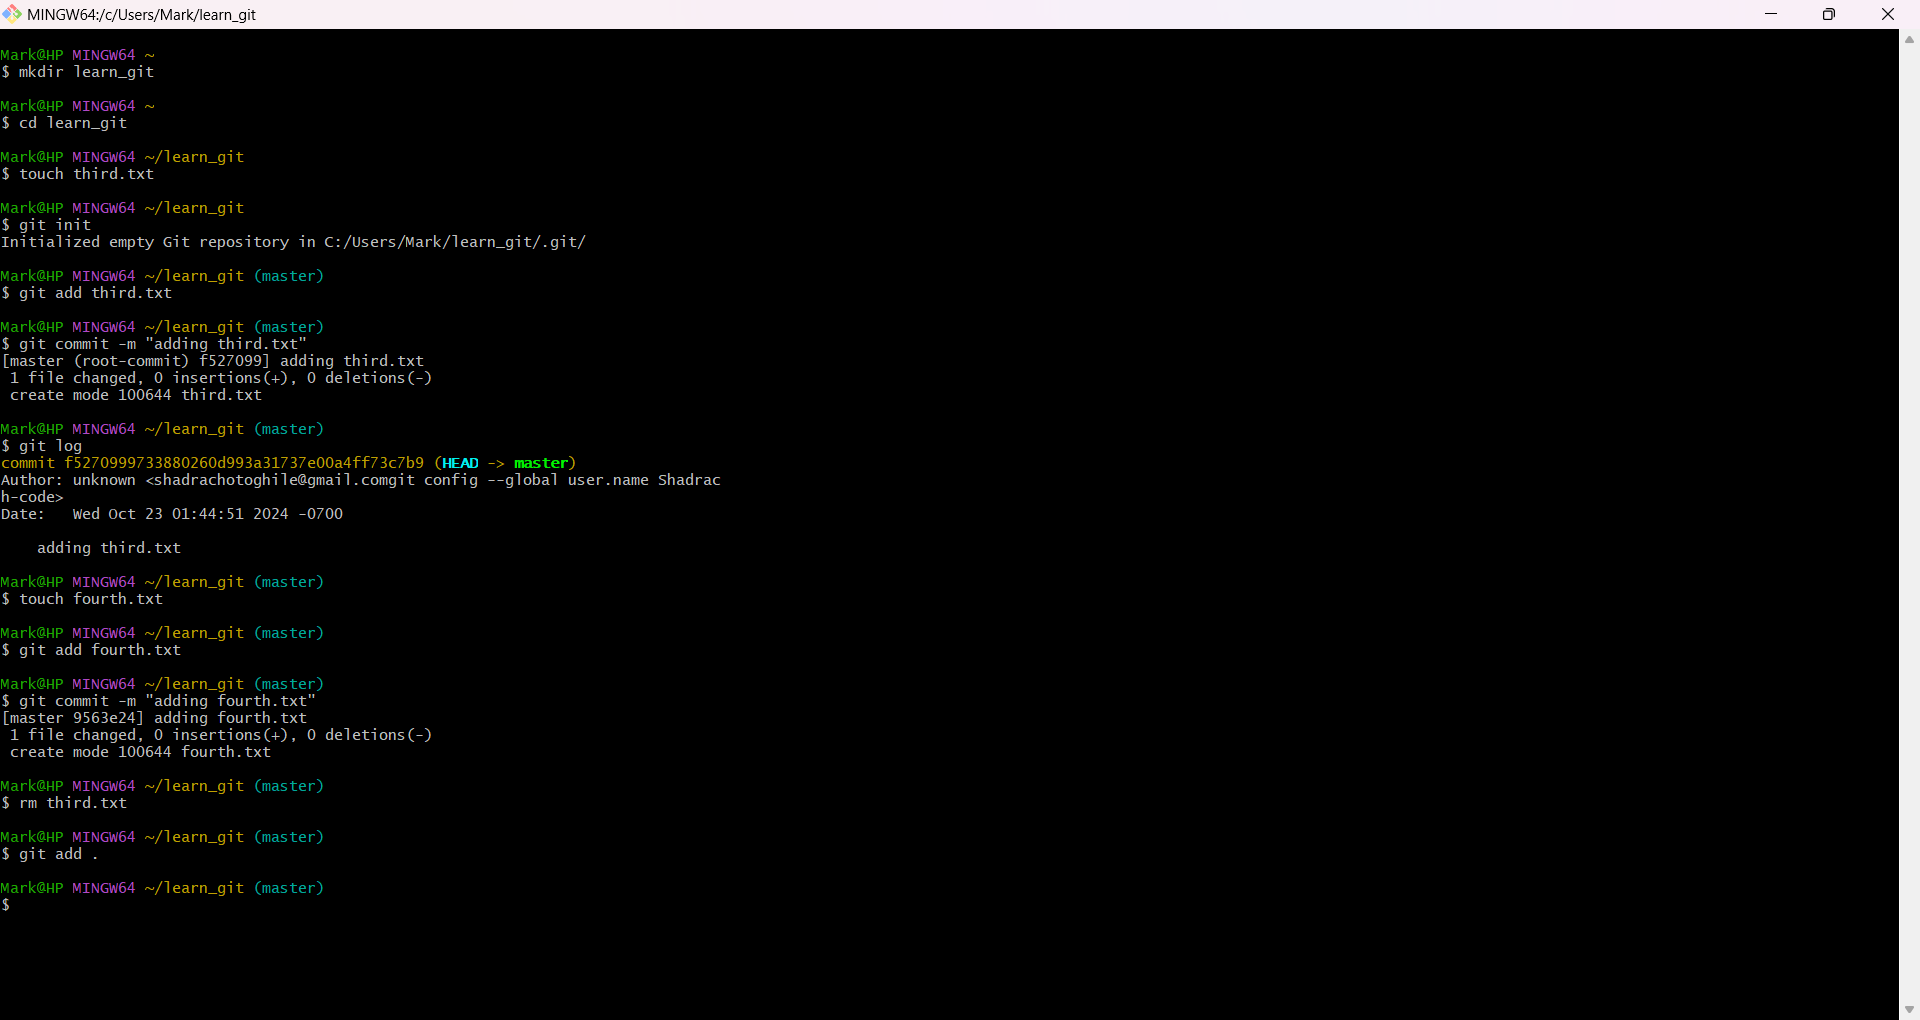 MINGW64:/c/Users/Mark/learn_git
Mark@HP MINGW64 ~
$ mkdir learn_git
Mark@HP MINGW64 ~
$ cd learn_git
Mark@HP MINGW64 ~/learn_git
$ touch third.txt
Mark@HP MINGW64 ~/learn_git
$ git init
Initialized empty Git repository in C:/Users/Mark/learn_git/.git/
Mark@HP MINGW64 ~/learn_git (master)
$ git add third.txt
Mark@HP MINGW64 ~/learn_git (master)
$ git commit -m "adding third.txt"
[master (root-commit) f527099] adding third.txt
 1 file changed, 0 insertions(+), 0 deletions(-)
 create mode 100644 third.txt
Mark@HP MINGW64 ~/learn_git (master)
$ git log
commit f5270999733880260d993a31737e00a4ff73c7b9 (HEAD -> master)
Author: unknown <shadrachotoghile@gmail.comgit config --global user.name Shadrac
h-code>
Date:   Wed Oct 23 01:44:51 2024 -0700
    adding third.txt
Mark@HP MINGW64 ~/learn_git (master)
$ touch fourth.txt
Mark@HP MINGW64 ~/learn_git (master)
$ git add fourth.txt
Mark@HP MINGW64 ~/learn_git (master)
$ git commit -m "adding fourth.txt"
[master 9563e24] adding fourth.txt
 1 file changed, 0 insertions(+), 0 deletions(-)
 create mode 100644 fourth.txt
Mark@HP MINGW64 ~/learn_git (master)
$ rm third.txt
Mark@HP MINGW64 ~/learn_git (master)
$ git add .
Mark@HP MINGW64 ~/learn_git (master)
$